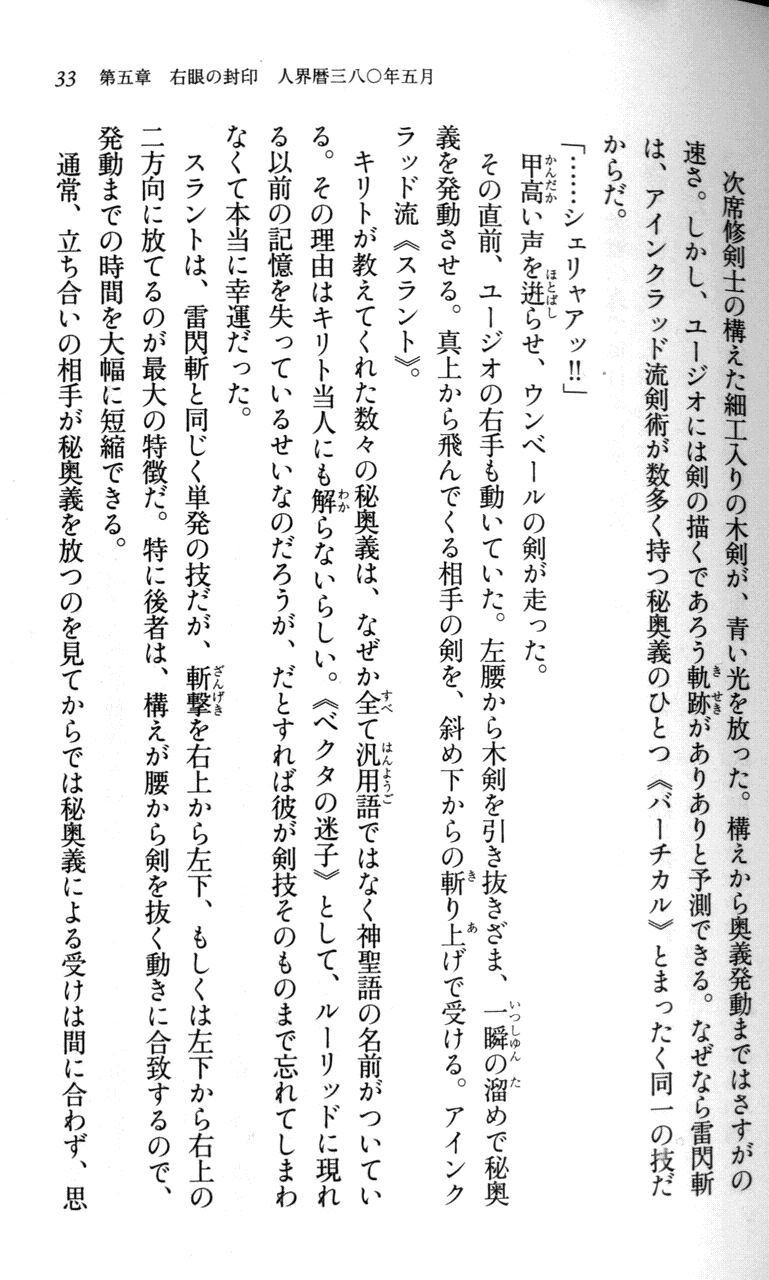 33　第五章　右眼の封印　人界暦三八〇年五月
次席修剣士の構えた細工入りの木剣が、青い光を放った。構えから奥義発動まではさすがの
速さ。しかし、ユージオには剣の描くであろう軌跡がありありと予測できる。なぜなら雷閃斬
は、アインクラッド流剣術が数多く持つ秘奥義のひとつ《バーチカル》とまったく同一の技だ
からだ。
「……シェリャアッ!!」
甲高い声を迸らせ、ウンベールの剣が走った。
その直前、ユージオの右手も動いていた。左腰から木剣を引き抜きざま、一瞬の溜めで秘奥
義を発動させる。真上から飛んでくる相手の剣を、斜め下からの斬り上げで受ける。アインク
ラッド流《スラント》。
キリトが教えてくれた数々の秘奥義は、なぜか全て汎用語ではなく神聖語の名前がついてい
る。その理由はキリト当人にも解らないらしい。《ベクタの迷子》として、ルーリッドに現れ
る以前の記憶を失っているせいなのだろうが、だとすれば彼が剣技そのものまで忘れてしまわ
なくて本当に幸運だった。
スラントは、雷閃斬と同じく単発の技だが、斬撃を右上から左下、もしくは左下から右上の
二方向に放てるのが最大の特徴だ。特に後者は、構えが腰から剣を抜く動きに合致するので、
発動までの時間を大幅に短縮できる。
通常、立ち合いの相手が秘奥義を放つのを見てからでは秘奥義による受けは間に合わず、思